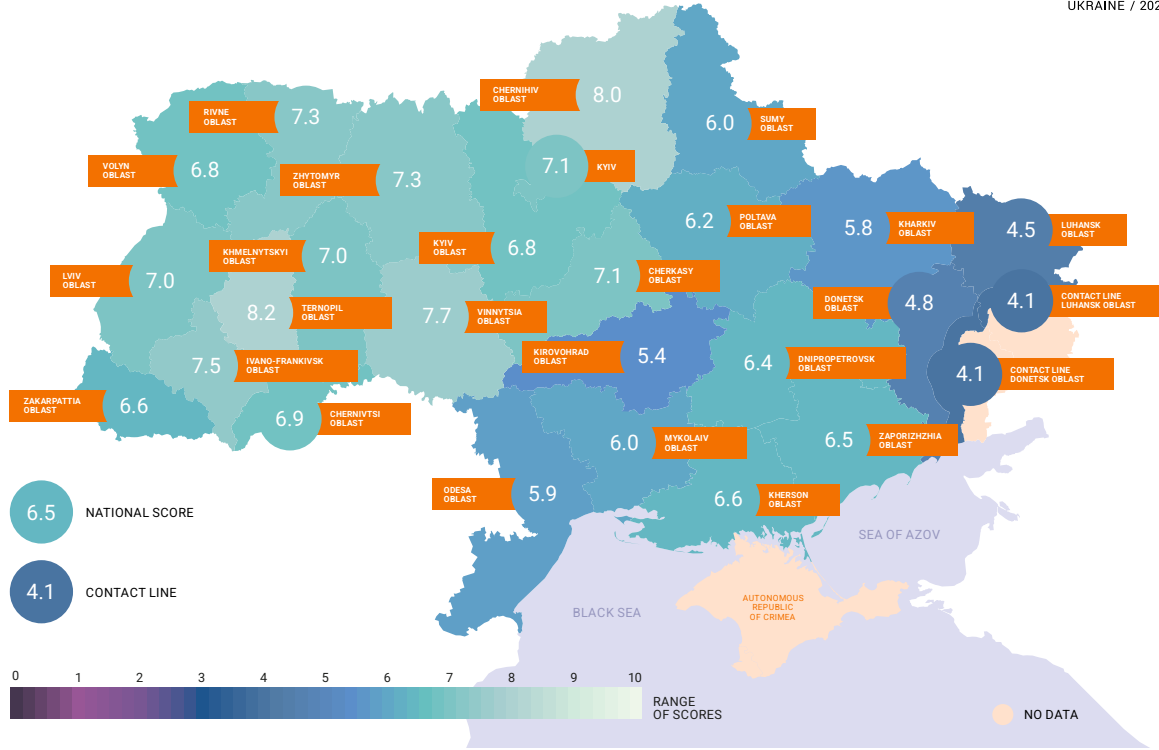 UKRAINE / 202
CHERNIHIV
OBLAST
8.0
RIVNE
OBLAST
7.3
6.0
SUMY
OBLAST
VOLYN
OBLAST
6.8
ZHYTOMYR
OBLAST
7.3
7.1
KYIV
6.2
POLTAVA
OBLAST
5.8
KHARKIV
OBLAST
4.5
LUHANSK
OBLAST
KHMELNYTSKYI
OBLAST
7.0
KYIV
OBLAST
6.8
LVIV
OBLAST
7.0
7.1
CHERKASY
OBLAST
DONETSK
OBLAST
4.8
4.1
CONTACT LINE
LUHANSK OBLAST
8.2
TERNOPIL
OBLAST
7.7
VINNYTSIA
OBLAST
7.5
IVANO-FRANKIVSK
OBLAST
KIROVOHRAD
OBLAST
5.4
6.4
DNIPROPETROVSK
OBLAST
4.1
CONTACT LINE
DONETSK OBLAST
ZAKARPATTIA
OBLAST
6.6
6.9
CHERNIVTSI
OBLAST
6.0
MYKOLAIV
OBLAST
6.5
ZAPORIZHZHIA
OBLAST
ODESA
OBLAST
5.9
6.6
KHERSON
OBLAST
6.5
NATIONAL SCORE
SEA OF AZOV
4.1
CONTACT LINE
BLACK SEA
AUTONOMOUS
REPUBLIC
OF CRIMEA
0 1 2 3 4 5 6 7 8 9 10
RANGE
OF SCORES
NO DATA